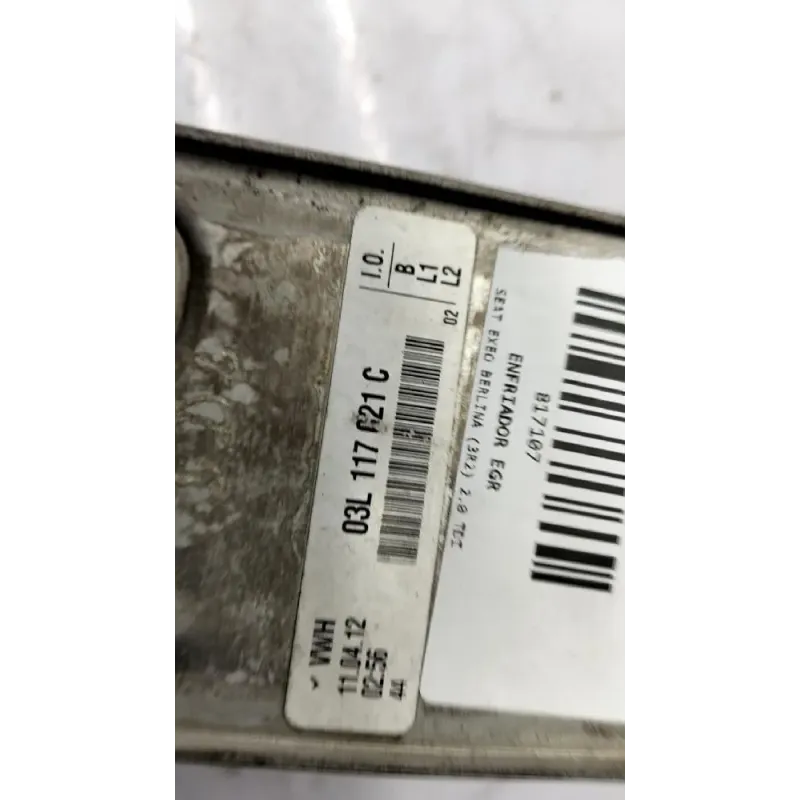 ✓ VWH
11.04.12
02:56
44
03L 117 021 C
02
I.O.
B
L1
L2
817107
ENFRIADOR EGR
SEAT EXEO BERLINA (3R2) 2.0 TDI